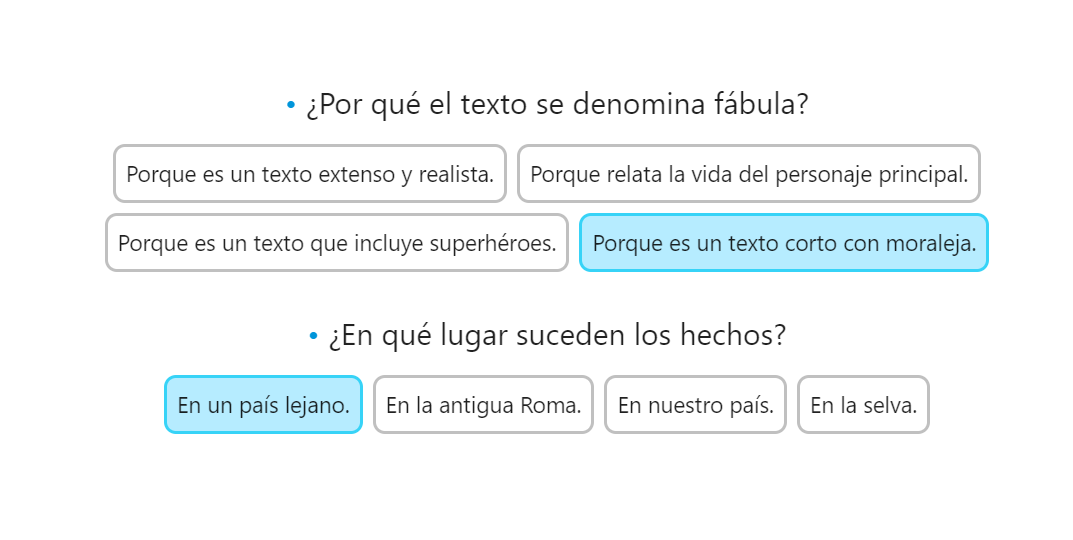 • ¿Por qué el texto se denomina fábula?
Porque es un texto extenso y realista. Porque relata la vida del personaje principal.
Porque es un texto que incluye superhéroes. Porque es un texto corto con moraleja.
• ¿En qué lugar suceden los hechos?
En un país lejano. En la antigua Roma. En nuestro país. En la selva.